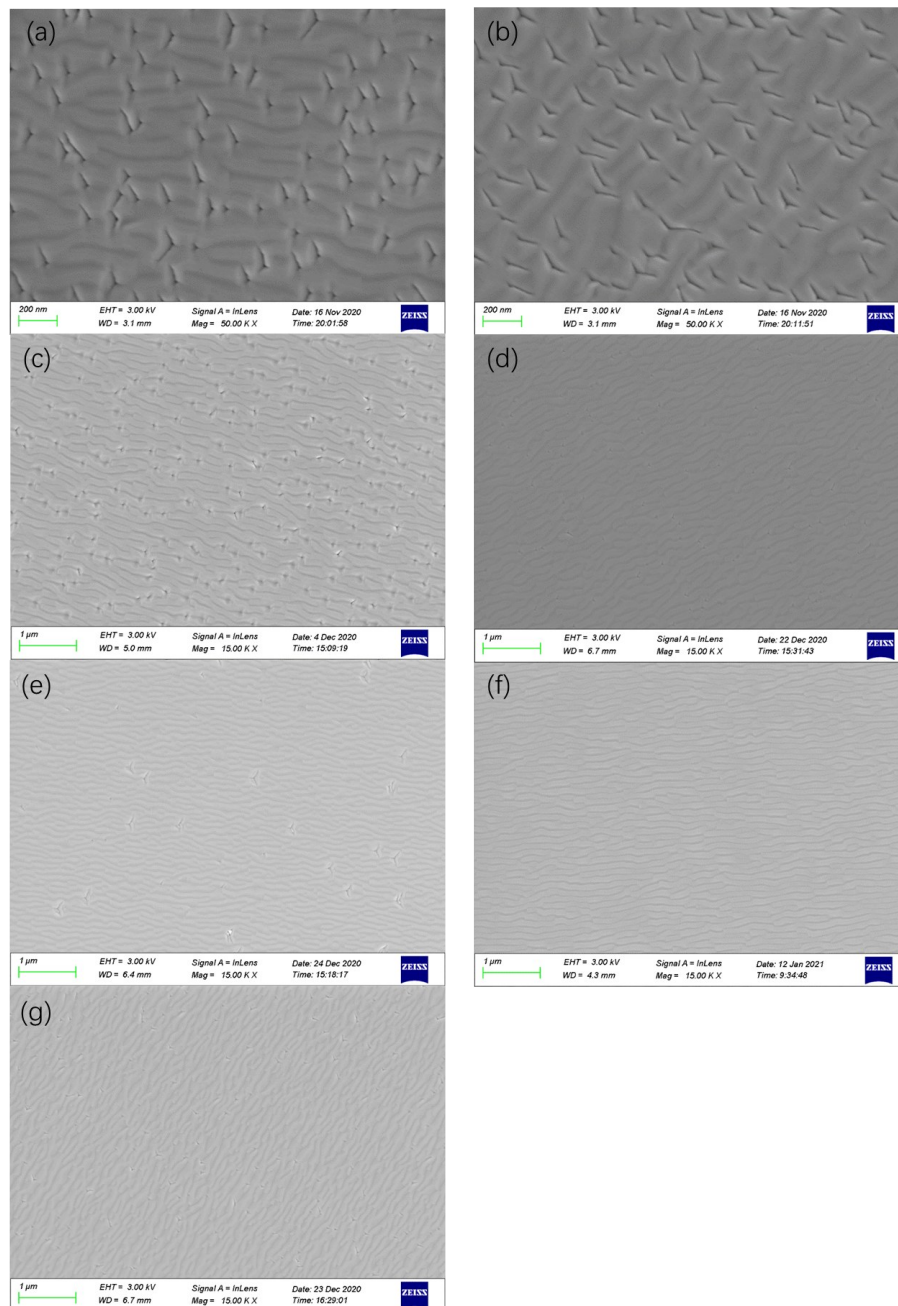 (a)
(b)
200 nm EHT = 3.00 kV Signal A = InLens Date: 16 Nov 2020 ZEISS
WD = 3.1 mm Mag = 50.00 K X Time: 20:01:58
200 nm EHT = 3.00 kV Signal A = InLens Date: 16 Nov 2020 ZEISS
WD = 3.1 mm Mag = 50.00 K X Time: 20:11:51
(c)
(d)
1 µm EHT = 3.00 kV Signal A = InLens Date: 4 Dec 2020 ZEISS
WD = 5.0 mm Mag = 15.00 K X Time: 15:09:19
1 µm EHT = 3.00 kV Signal A = InLens Date: 22 Dec 2020 ZEISS
WD = 6.7 mm Mag = 15.00 K X Time: 15:31:43
(e)
(f)
1 µm EHT = 3.00 kV Signal A = InLens Date: 24 Dec 2020 ZEISS
WD = 6.4 mm Mag = 15.00 K X Time: 15:18:17
1 µm EHT = 3.00 kV Signal A = InLens Date: 12 Jan 2021 ZEISS
WD = 4.3 mm Mag = 15.00 K X Time: 9:34:48
(g)
1 µm EHT = 3.00 kV Signal A = InLens Date: 23 Dec 2020 ZEISS
WD = 6.7 mm Mag = 15.00 K X Time: 16:29:01